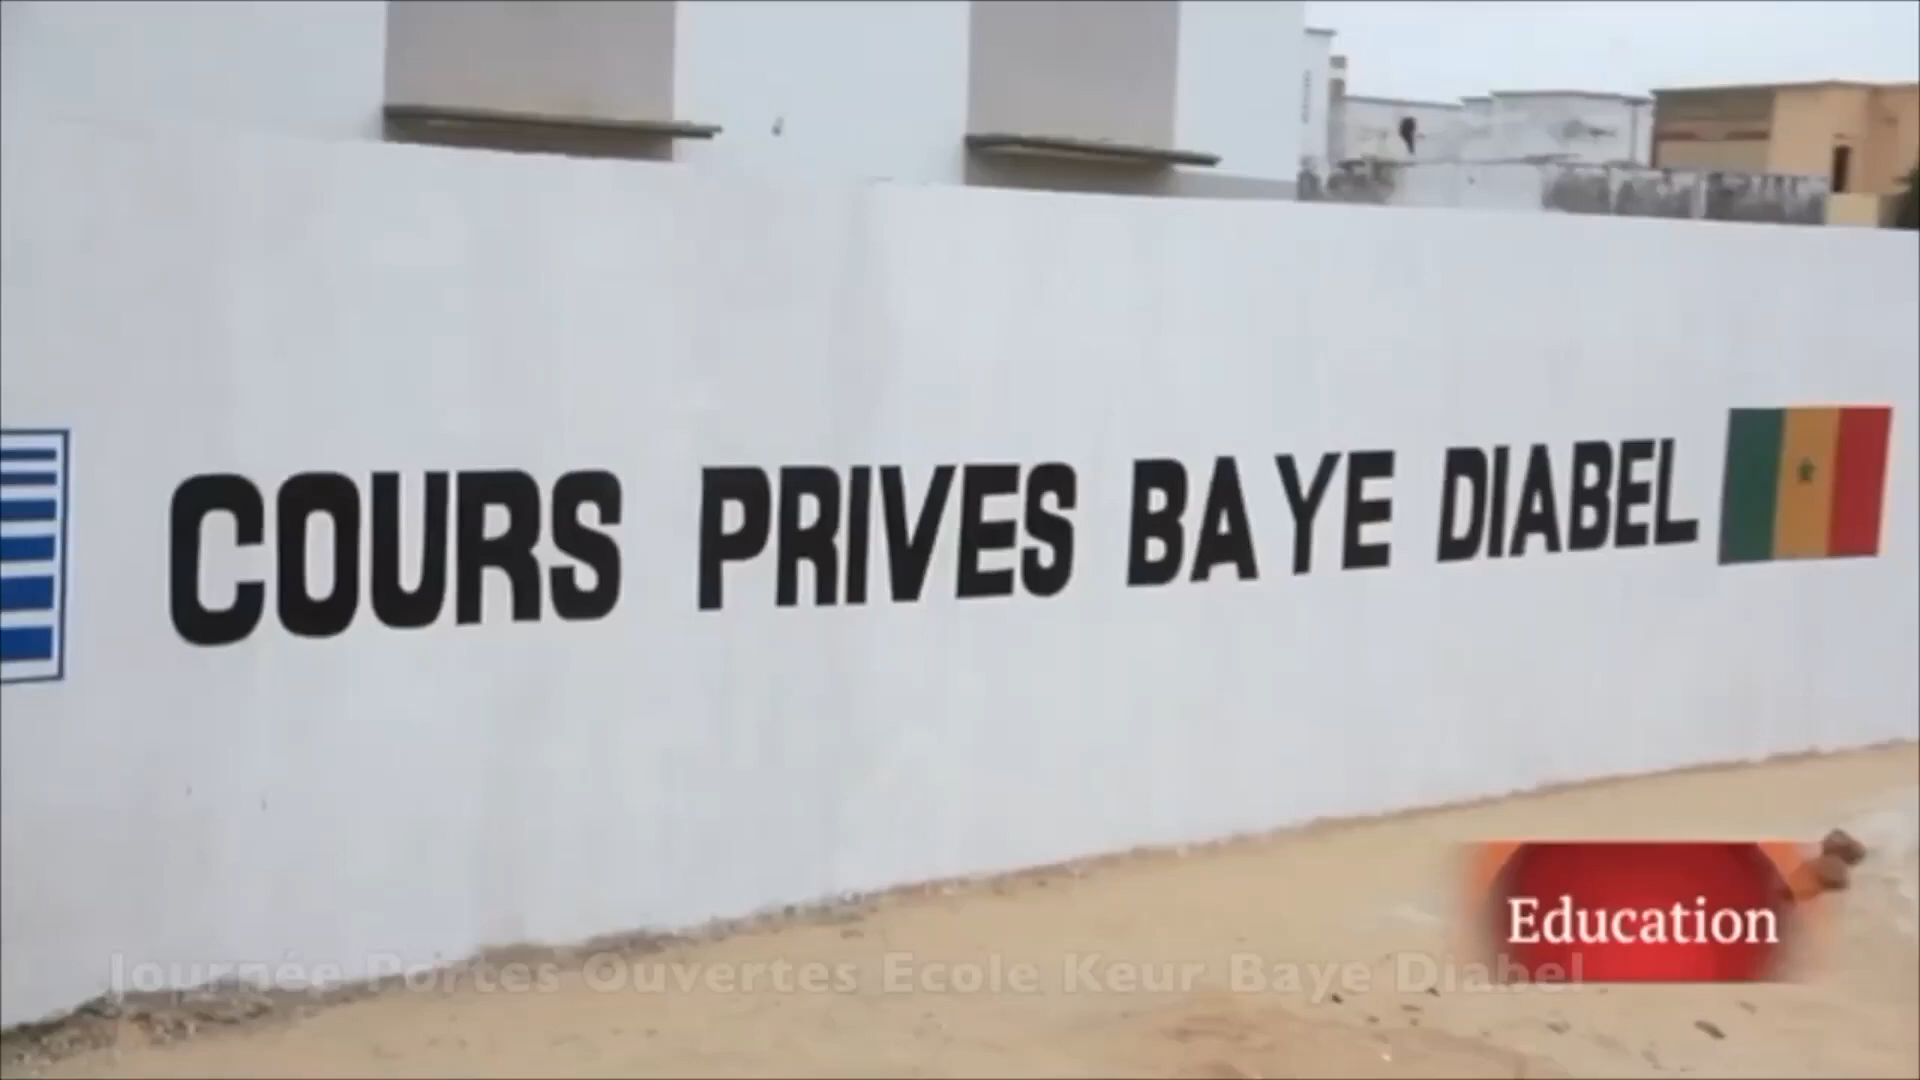 COURS PRIVES BAYE DIABEL
Education
Journée Portes Ouvertes Ecole Keur Baye Diabel